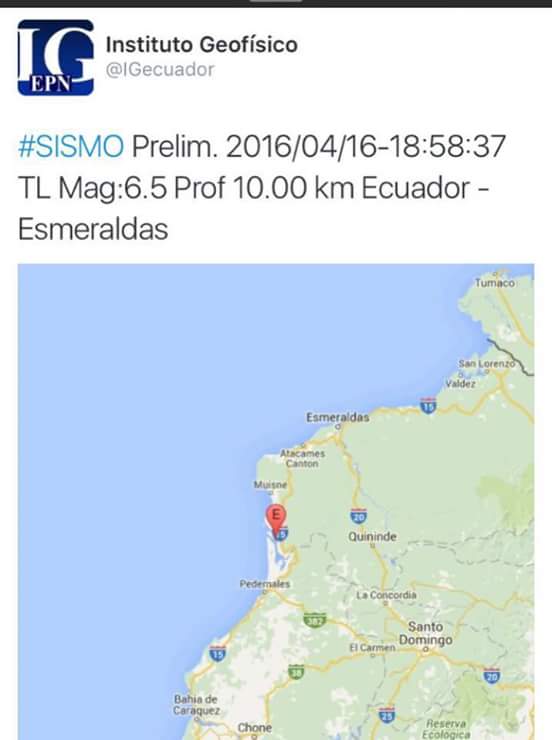 IG
EPN
Instituto Geofísico
@IGecuador
#SISMO Prelim. 2016/04/16-18:58:37
TL Mag:6.5 Prof 10.00 km Ecuador -
Esmeraldas
Tumaco
San Lorenzo
Valdez
15
Esmeraldas
Atacames
Canton
Muisne
E
15
20
Quininde
Pedernales
La Concordia
382
Santo
Domingo
El Carmen
15
38
20
Bahia de
Caraquez
25
Chone
Reserva
Ecológica